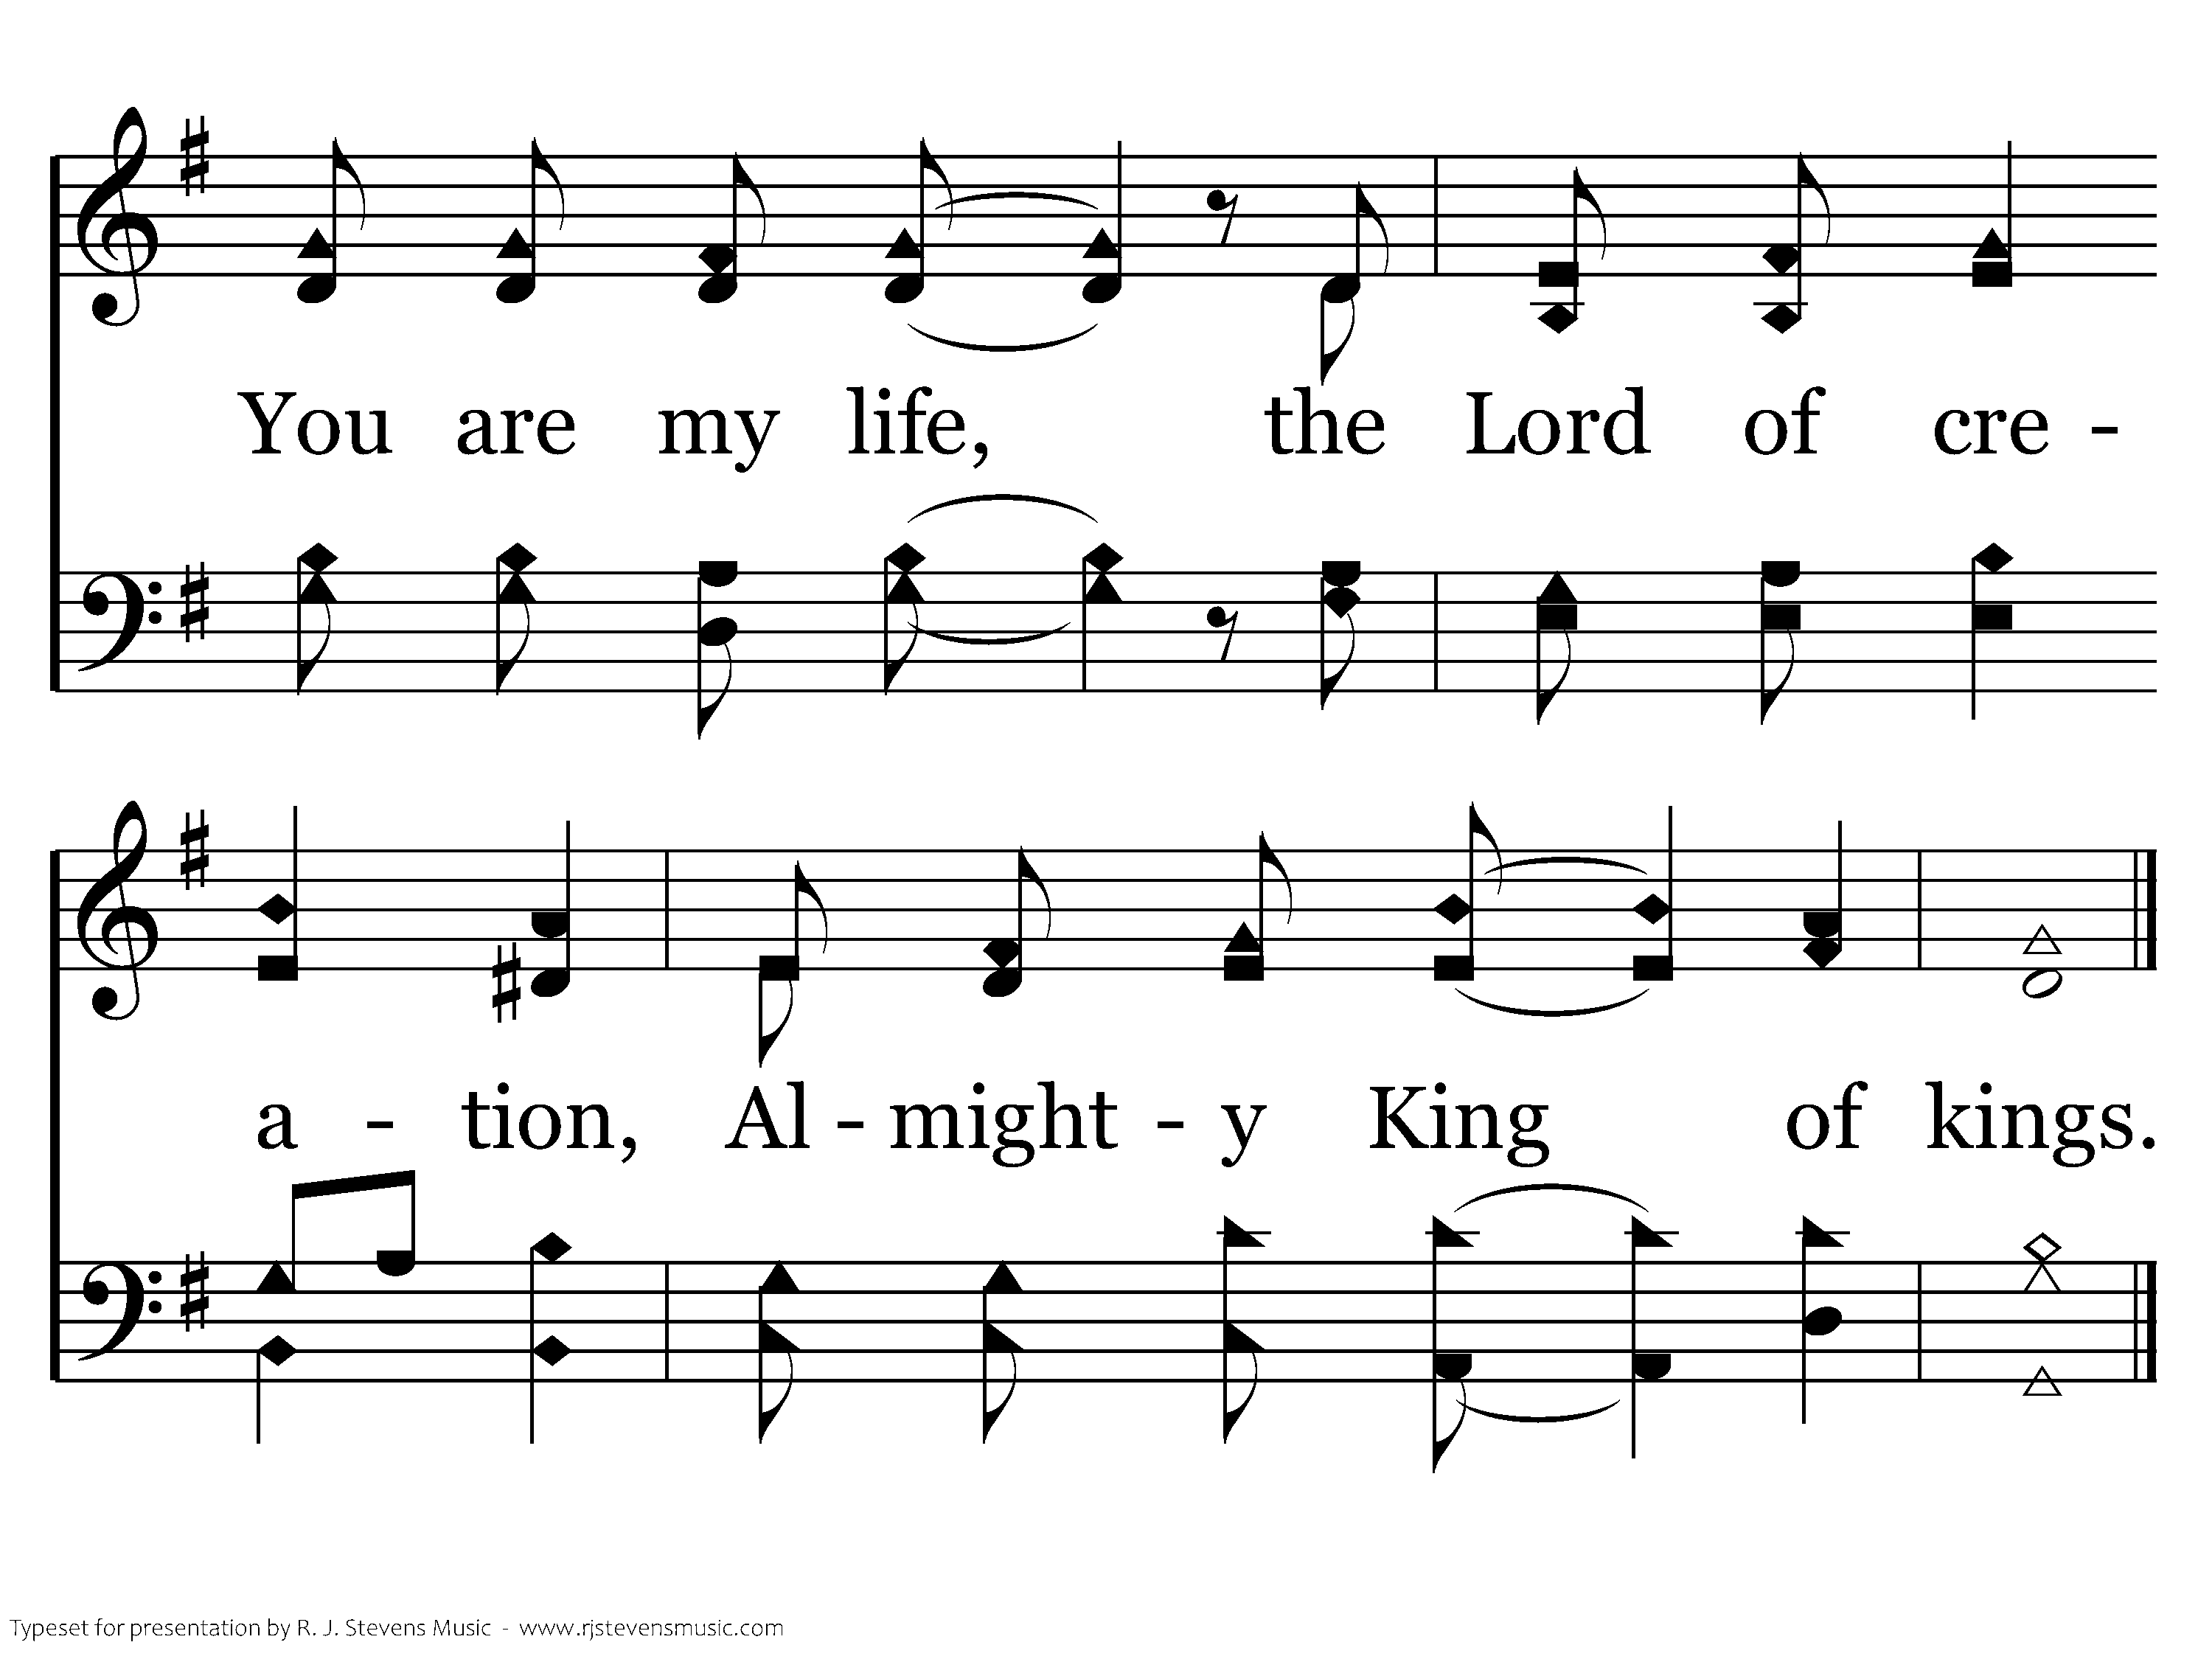 You are my life, the Lord of cre -
a - tion, Al - might - y King of kings.
Typeset for presentation by R. J. Stevens Music - www.rjstevensmusic.com